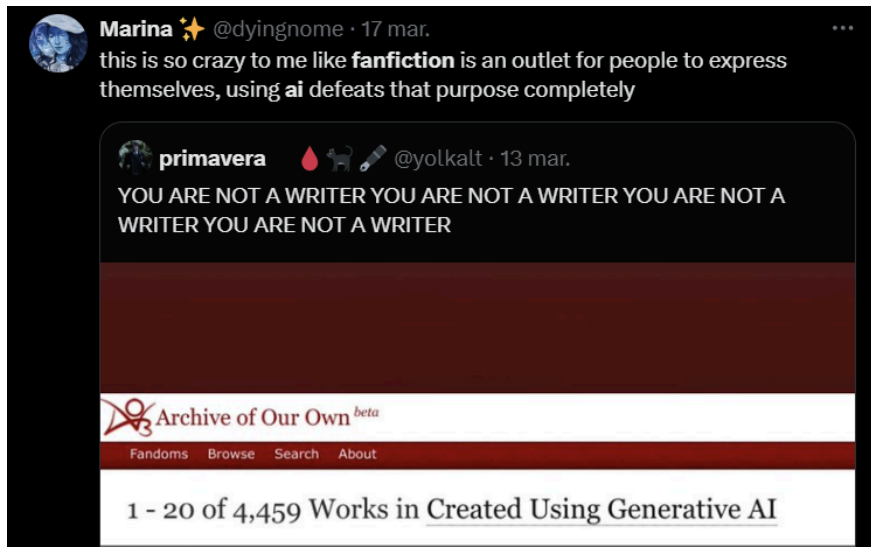 Marina ✨ @dyingnome · 17 mar.
this is so crazy to me like fanfiction is an outlet for people to express
themselves, using ai defeats that purpose completely
primavera 🩸🐈‍⬛🔦 @yolkalt · 13 mar.
YOU ARE NOT A WRITER YOU ARE NOT A WRITER YOU ARE NOT A
WRITER YOU ARE NOT A WRITER
Archive of Our Own beta
Fandoms Browse Search About
1 - 20 of 4,459 Works in Created Using Generative AI